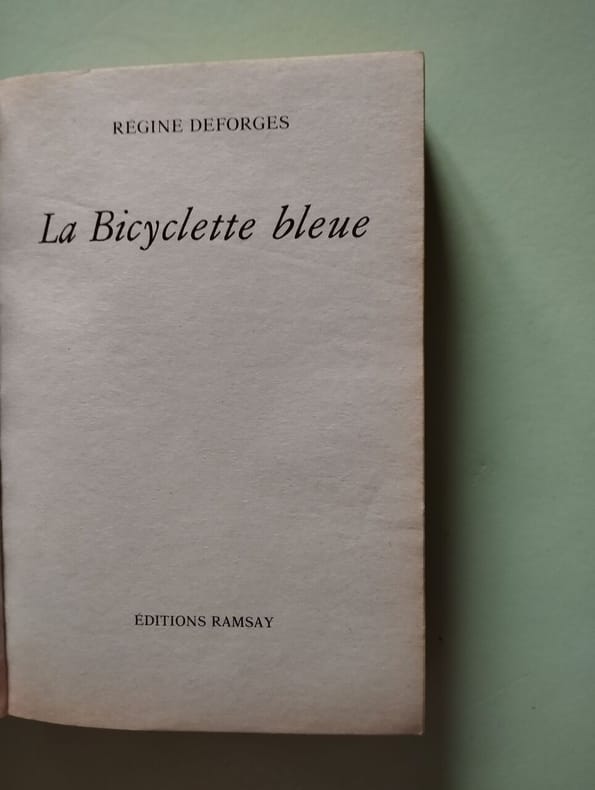 RÉGINE DEFORGES
La Bicyclette bleue
ÉDITIONS RAMSAY